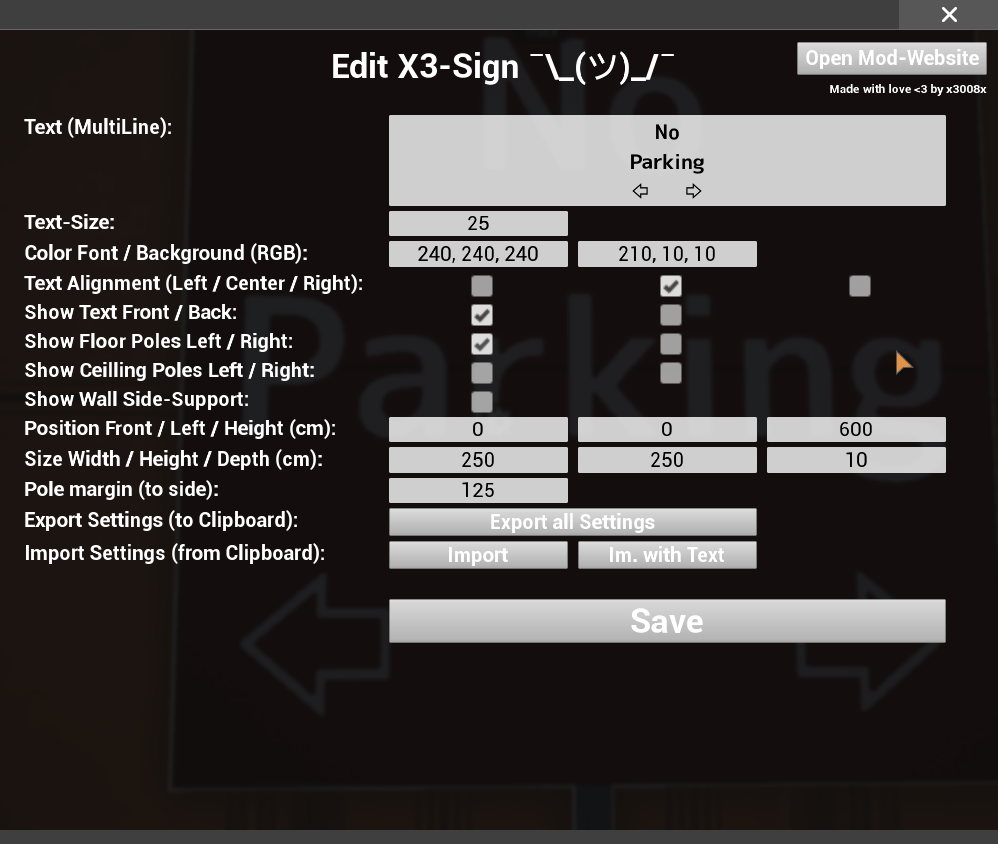 Edit X3-Sign ¯\_(ツ)_/¯
Open Mod-Website
Made with love <3 by x3008x
Text (MultiLine):
No
Parking
⇦ ⇨
Text-Size: 25
Color Font / Background (RGB): 240, 240, 240 210, 10, 10
Text Alignment (Left / Center / Right):
Show Text Front / Back:
Show Floor Poles Left / Right:
Show Ceilling Poles Left / Right:
Show Wall Side-Support:
Position Front / Left / Height (cm): 0 0 600
Size Width / Height / Depth (cm): 250 250 10
Pole margin (to side): 125
Export Settings (to Clipboard): Export all Settings
Import Settings (from Clipboard): Import Im. with Text
Save
No
Parking